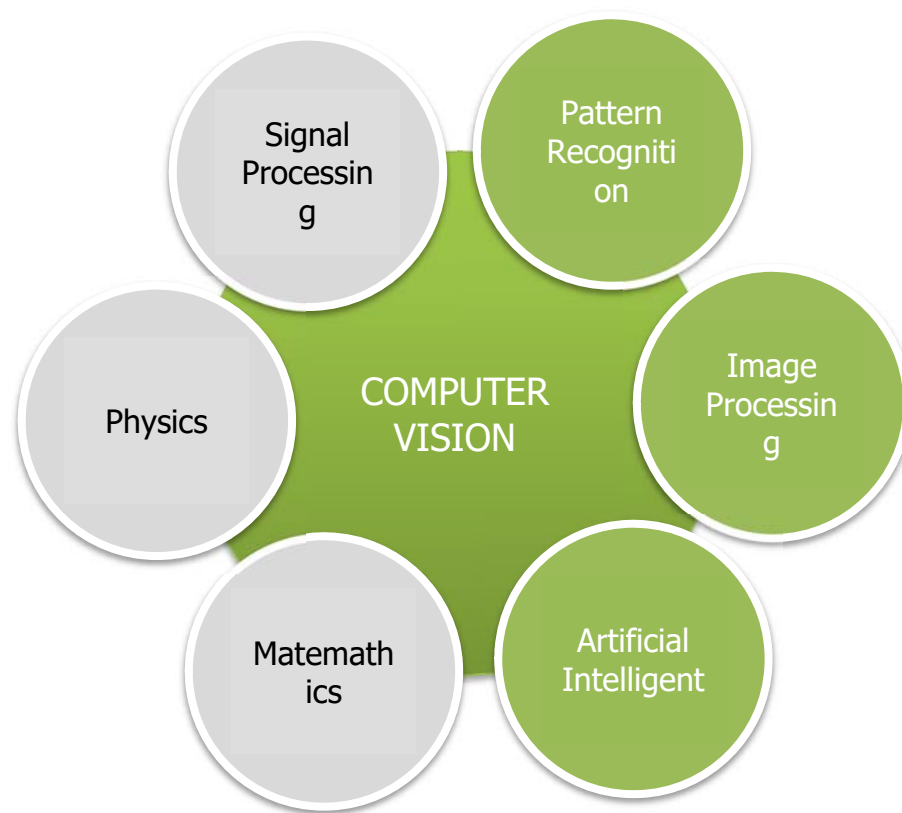 Signal
Processin
g
Pattern
Recogniti
on
Physics
COMPUTER
VISION
Image
Processin
g
Matemath
ics
Artificial
Intelligent